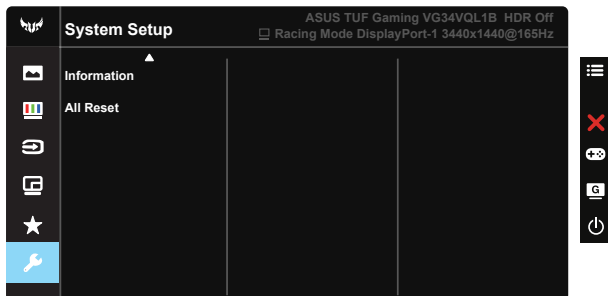 System Setup
ASUS TUF Gaming VG34VQL1B HDR Off
Racing Mode DisplayPort-1 3440x1440@165Hz
Information
All Reset
G